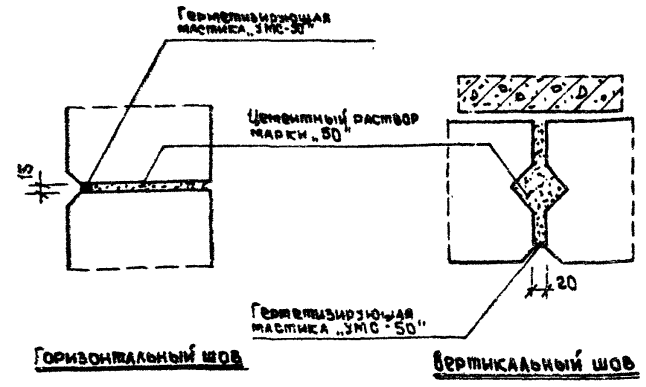 Герметизирующая
мастика „УМС-50"
Цементный раствор
марки „50"
15
20
Герметизирующая
мастика „УМС-50"
Горизонтальный шов
Вертикальный шов